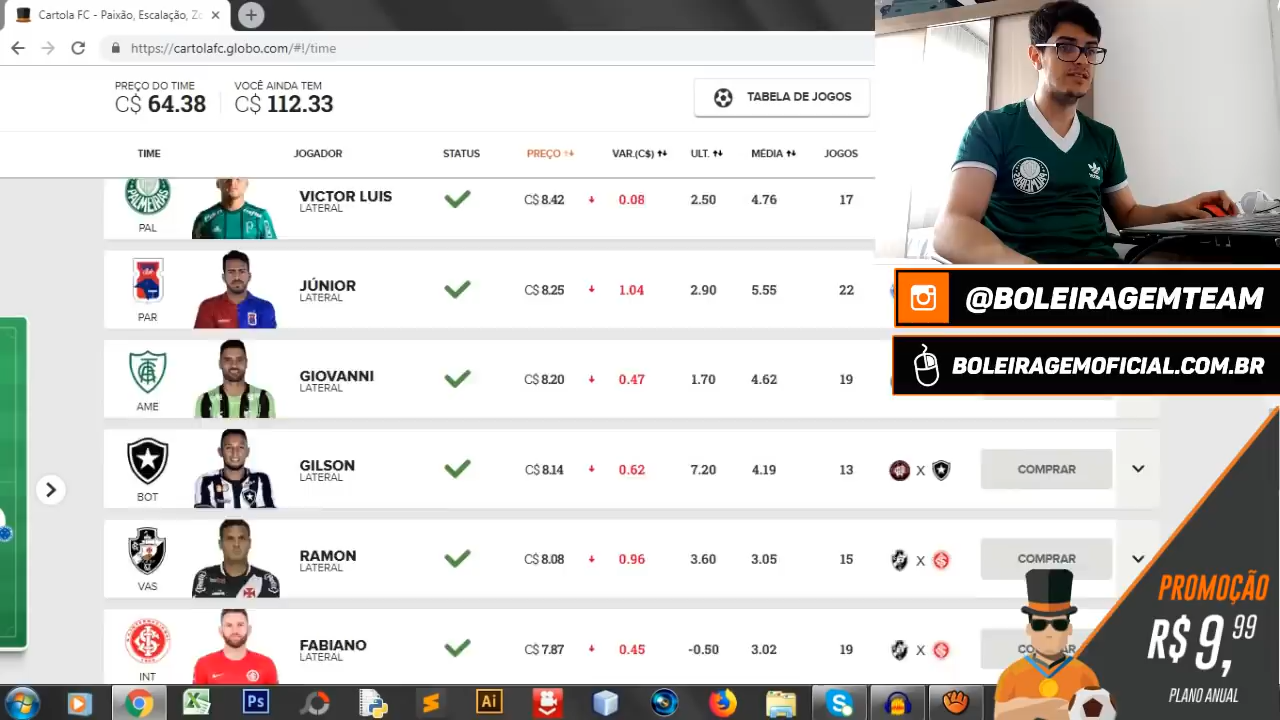 Cartola FC - Paixão, Escalação, Zo
https://cartolafc.globo.com/#!/time
PREÇO DO TIME
C$ 64.38
VOCÊ AINDA TEM
C$ 112.33
TABELA DE JOGOS
TIME JOGADOR STATUS PREÇO VAR.(C$) ULT. MÉDIA JOGOS
PALMEIRAS
VICTOR LUIS
LATERAL
C$ 8.42 0.08 2.50 4.76 17
PAL
JÚNIOR
LATERAL
C$ 8.25 1.04 2.90 5.55 22
PAR
GIOVANNI
LATERAL
C$ 8.20 0.47 1.70 4.62 19
AME
GILSON
LATERAL
C$ 8.14 0.62 7.20 4.19 13
X
COMPRAR
BOT
RAMON
LATERAL
C$ 8.08 0.96 3.60 3.05 15
X
COMPRAR
VAS
FABIANO
LATERAL
C$ 7.87 0.45 -0.50 3.02 19
X
INT
PALMEIRAS
adidas
@BOLEIRAGEMTEAM
BOLEIRAGEMOFICIAL.COM.BR
PROMOÇÃO
R$ 9,99
PLANO ANUAL
Ps
Ai